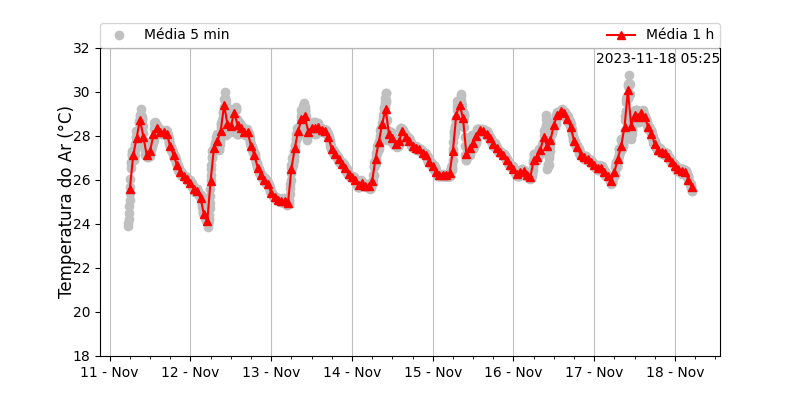 Média 5 min
Média 1 h
2023-11-18 05:25
Temperatura do Ar (°C)
32
30
28
26
24
22
20
18
11 - Nov
12 - Nov
13 - Nov
14 - Nov
15 - Nov
16 - Nov
17 - Nov
18 - Nov